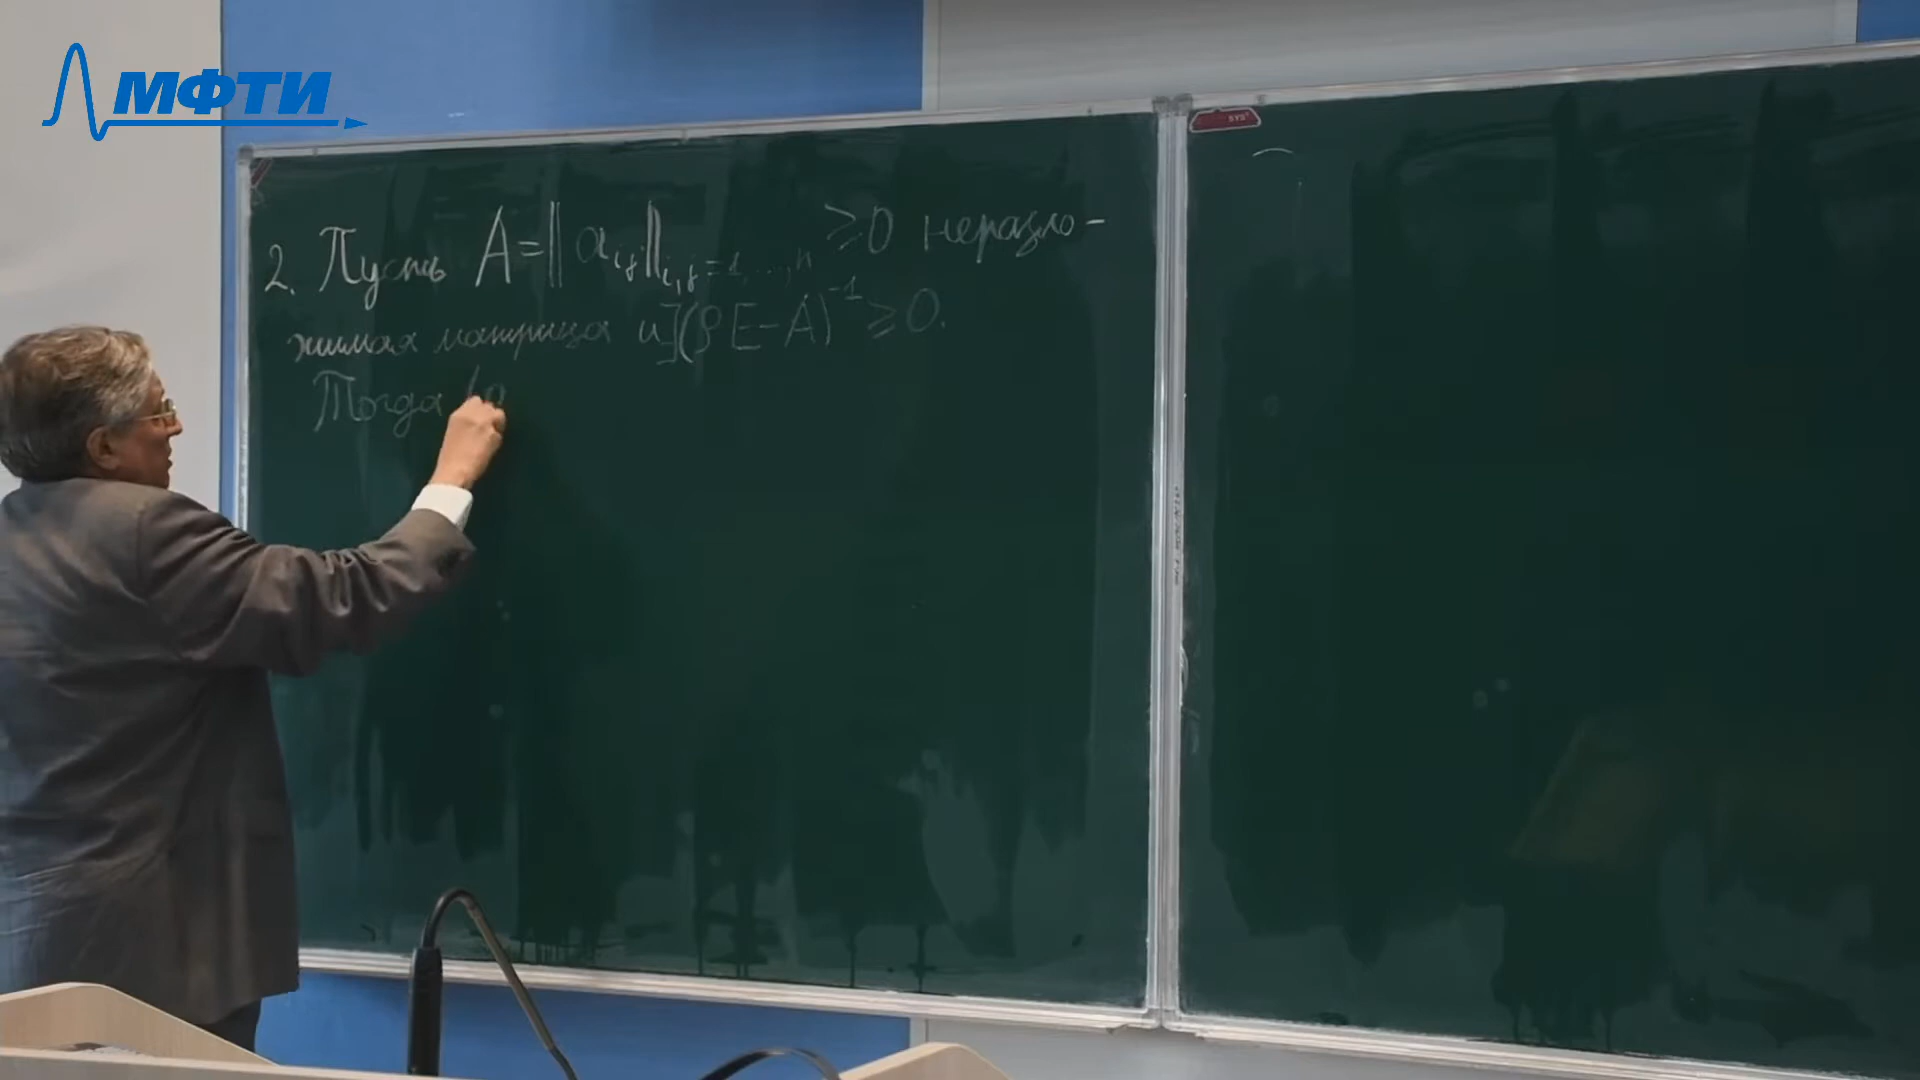 МФТИ
2. Пусть A=‖a_{ij}‖_{i,j=1,...,n} ≥0 неразло-
жимая матрица и ](ρE-A)^{-1} ≥0.
Тогда (ρ